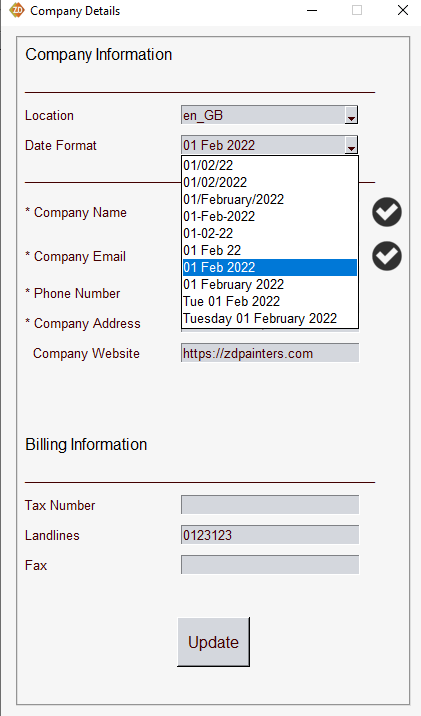 ZD Company Details
Company Information
Location en_GB
Date Format 01 Feb 2022
01/02/22
01/02/2022
01/February/2022
01-Feb-2022
01-02-22
01 Feb 22
01 Feb 2022
01 February 2022
Tue 01 Feb 2022
Tuesday 01 February 2022
* Company Name
* Company Email
* Phone Number
* Company Address
Company Website https://zdpainters.com
Billing Information
Tax Number
Landlines 0123123
Fax
Update